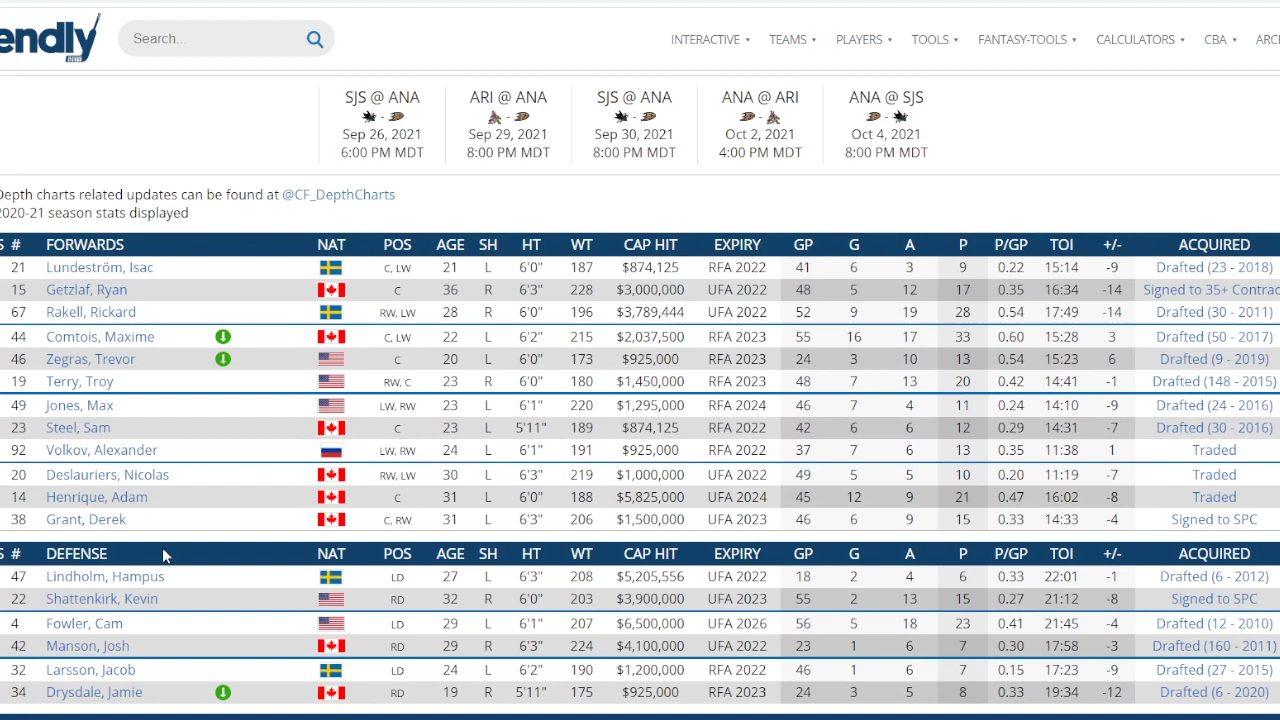 endly
Search...
INTERACTIVE TEAMS PLAYERS TOOLS FANTASY-TOOLS CALCULATORS CBA ARC
SJS @ ANA ARI @ ANA SJS @ ANA ANA @ ARI ANA @ SJS
- - - - -
Sep 26, 2021 Sep 29, 2021 Sep 30, 2021 Oct 2, 2021 Oct 4, 2021
6:00 PM MDT 8:00 PM MDT 8:00 PM MDT 4:00 PM MDT 8:00 PM MDT
Depth charts related updates can be found at @CF_DepthCharts
2020-21 season stats displayed
S # FORWARDS NAT POS AGE SH HT WT CAP HIT EXPIRY GP G A P P/GP TOI +/- ACQUIRED
21 Lundeström, Isac C, LW 21 L 6'0" 187 $874,125 RFA 2022 41 6 3 9 0.22 15:14 -9 Drafted (23 - 2018)
15 Getzlaf, Ryan C 36 R 6'3" 228 $3,000,000 UFA 2022 48 5 12 17 0.35 16:34 -14 Signed to 35+ Contrac
67 Rakell, Rickard RW, LW 28 R 6'0" 196 $3,789,444 UFA 2022 52 9 19 28 0.54 17:49 -14 Drafted (30 - 2011)
44 Comtois, Maxime C, LW 22 L 6'2" 215 $2,037,500 RFA 2023 55 16 17 33 0.60 15:28 3 Drafted (50 - 2017)
46 Zegras, Trevor C 20 L 6'0" 173 $925,000 RFA 2023 24 3 10 13 0.54 15:23 6 Drafted (9 - 2019)
19 Terry, Troy RW, C 23 R 6'0" 180 $1,450,000 RFA 2023 48 7 13 20 0.42 14:41 -1 Drafted (148 - 2015)
49 Jones, Max LW, RW 23 L 6'1" 220 $1,295,000 RFA 2024 46 7 4 11 0.24 14:10 -9 Drafted (24 - 2016)
23 Steel, Sam C 23 L 5'11" 189 $874,125 RFA 2022 42 6 6 12 0.29 14:31 -7 Drafted (30 - 2016)
92 Volkov, Alexander LW, RW 24 L 6'1" 191 $925,000 RFA 2022 37 7 6 13 0.35 11:38 1 Traded
20 Deslauriers, Nicolas RW, LW 30 L 6'3" 219 $1,000,000 UFA 2022 49 5 5 10 0.20 11:19 -7 Traded
14 Henrique, Adam C 31 L 6'0" 188 $5,825,000 UFA 2024 45 12 9 21 0.47 16:02 -8 Traded
38 Grant, Derek C, RW 31 L 6'3" 206 $1,500,000 UFA 2023 46 6 9 15 0.33 14:33 -4 Signed to SPC
S # DEFENSE NAT POS AGE SH HT WT CAP HIT EXPIRY GP G A P P/GP TOI +/- ACQUIRED
47 Lindholm, Hampus LD 27 L 6'3" 208 $5,205,556 UFA 2022 18 2 4 6 0.33 22:01 -1 Drafted (6 - 2012)
22 Shattenkirk, Kevin RD 32 R 6'0" 203 $3,900,000 UFA 2023 55 2 13 15 0.27 21:12 -8 Signed to SPC
4 Fowler, Cam LD 29 L 6'1" 207 $6,500,000 UFA 2026 56 5 18 23 0.41 21:45 -4 Drafted (12 - 2010)
42 Manson, Josh RD 29 R 6'3" 224 $4,100,000 UFA 2022 23 1 6 7 0.30 17:58 -3 Drafted (160 - 2011)
32 Larsson, Jacob LD 24 L 6'2" 190 $1,200,000 RFA 2022 46 1 6 7 0.15 17:23 -9 Drafted (27 - 2015)
34 Drysdale, Jamie RD 19 R 5'11" 175 $925,000 RFA 2023 24 3 5 8 0.33 19:34 -12 Drafted (6 - 2020)